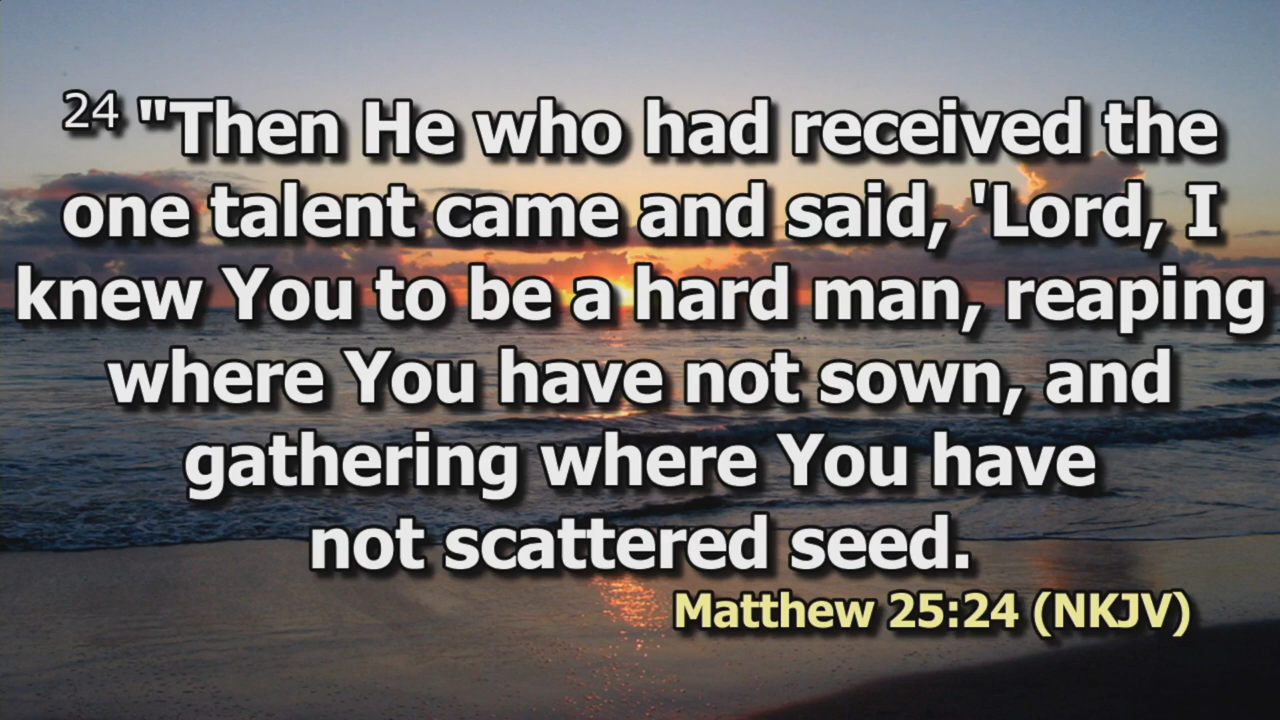 24 "Then He who had received the
one talent came and said, 'Lord, I
knew You to be a hard man, reaping
where You have not sown, and
gathering where You have
not scattered seed.
Matthew 25:24 (NKJV)